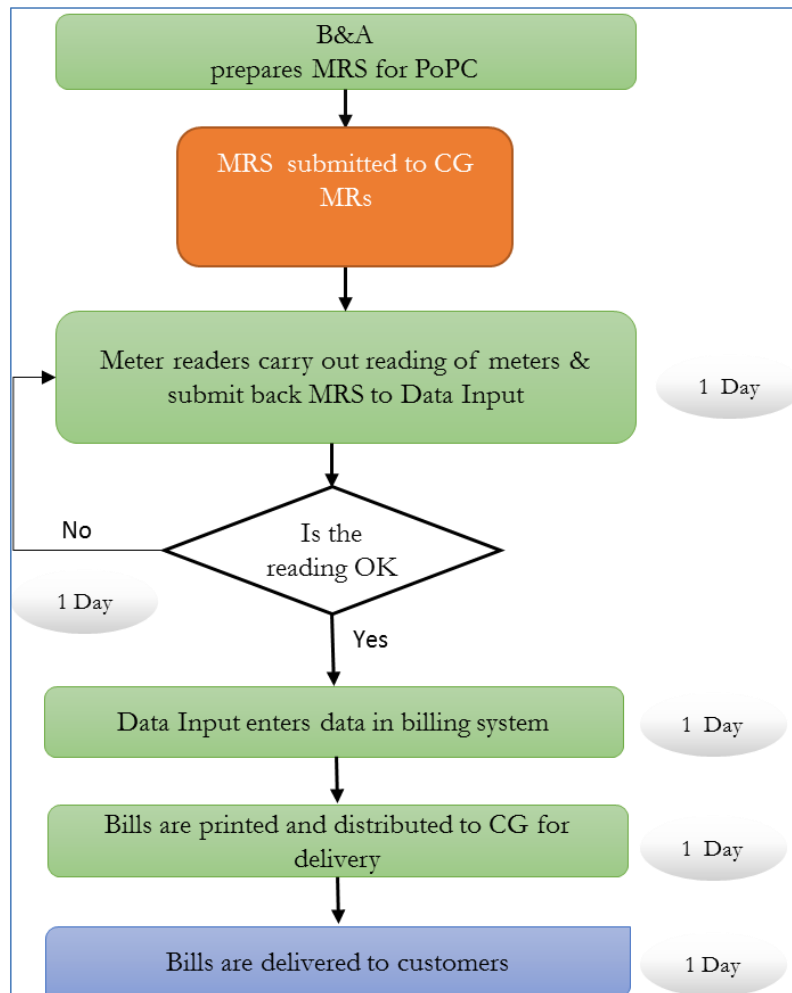 B&A
prepares MRS for PoPC
MRS submitted to CG
MRs
Meter readers carry out reading of meters &
submit back MRS to Data Input
1 Day
Is the
reading OK
No
1 Day
Yes
Data Input enters data in billing system
1 Day
Bills are printed and distributed to CG for
delivery
1 Day
Bills are delivered to customers
1 Day